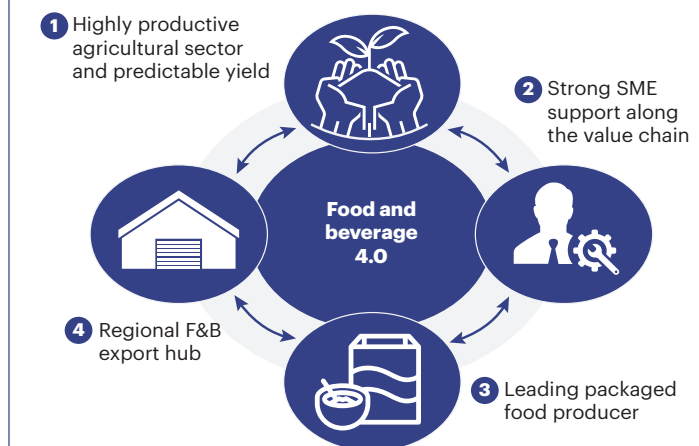 1 Highly productive
agricultural sector
and predictable yield
2 Strong SME
support along
the value chain
Food and
beverage
4.0
4 Regional F&B
export hub
3 Leading packaged
food producer